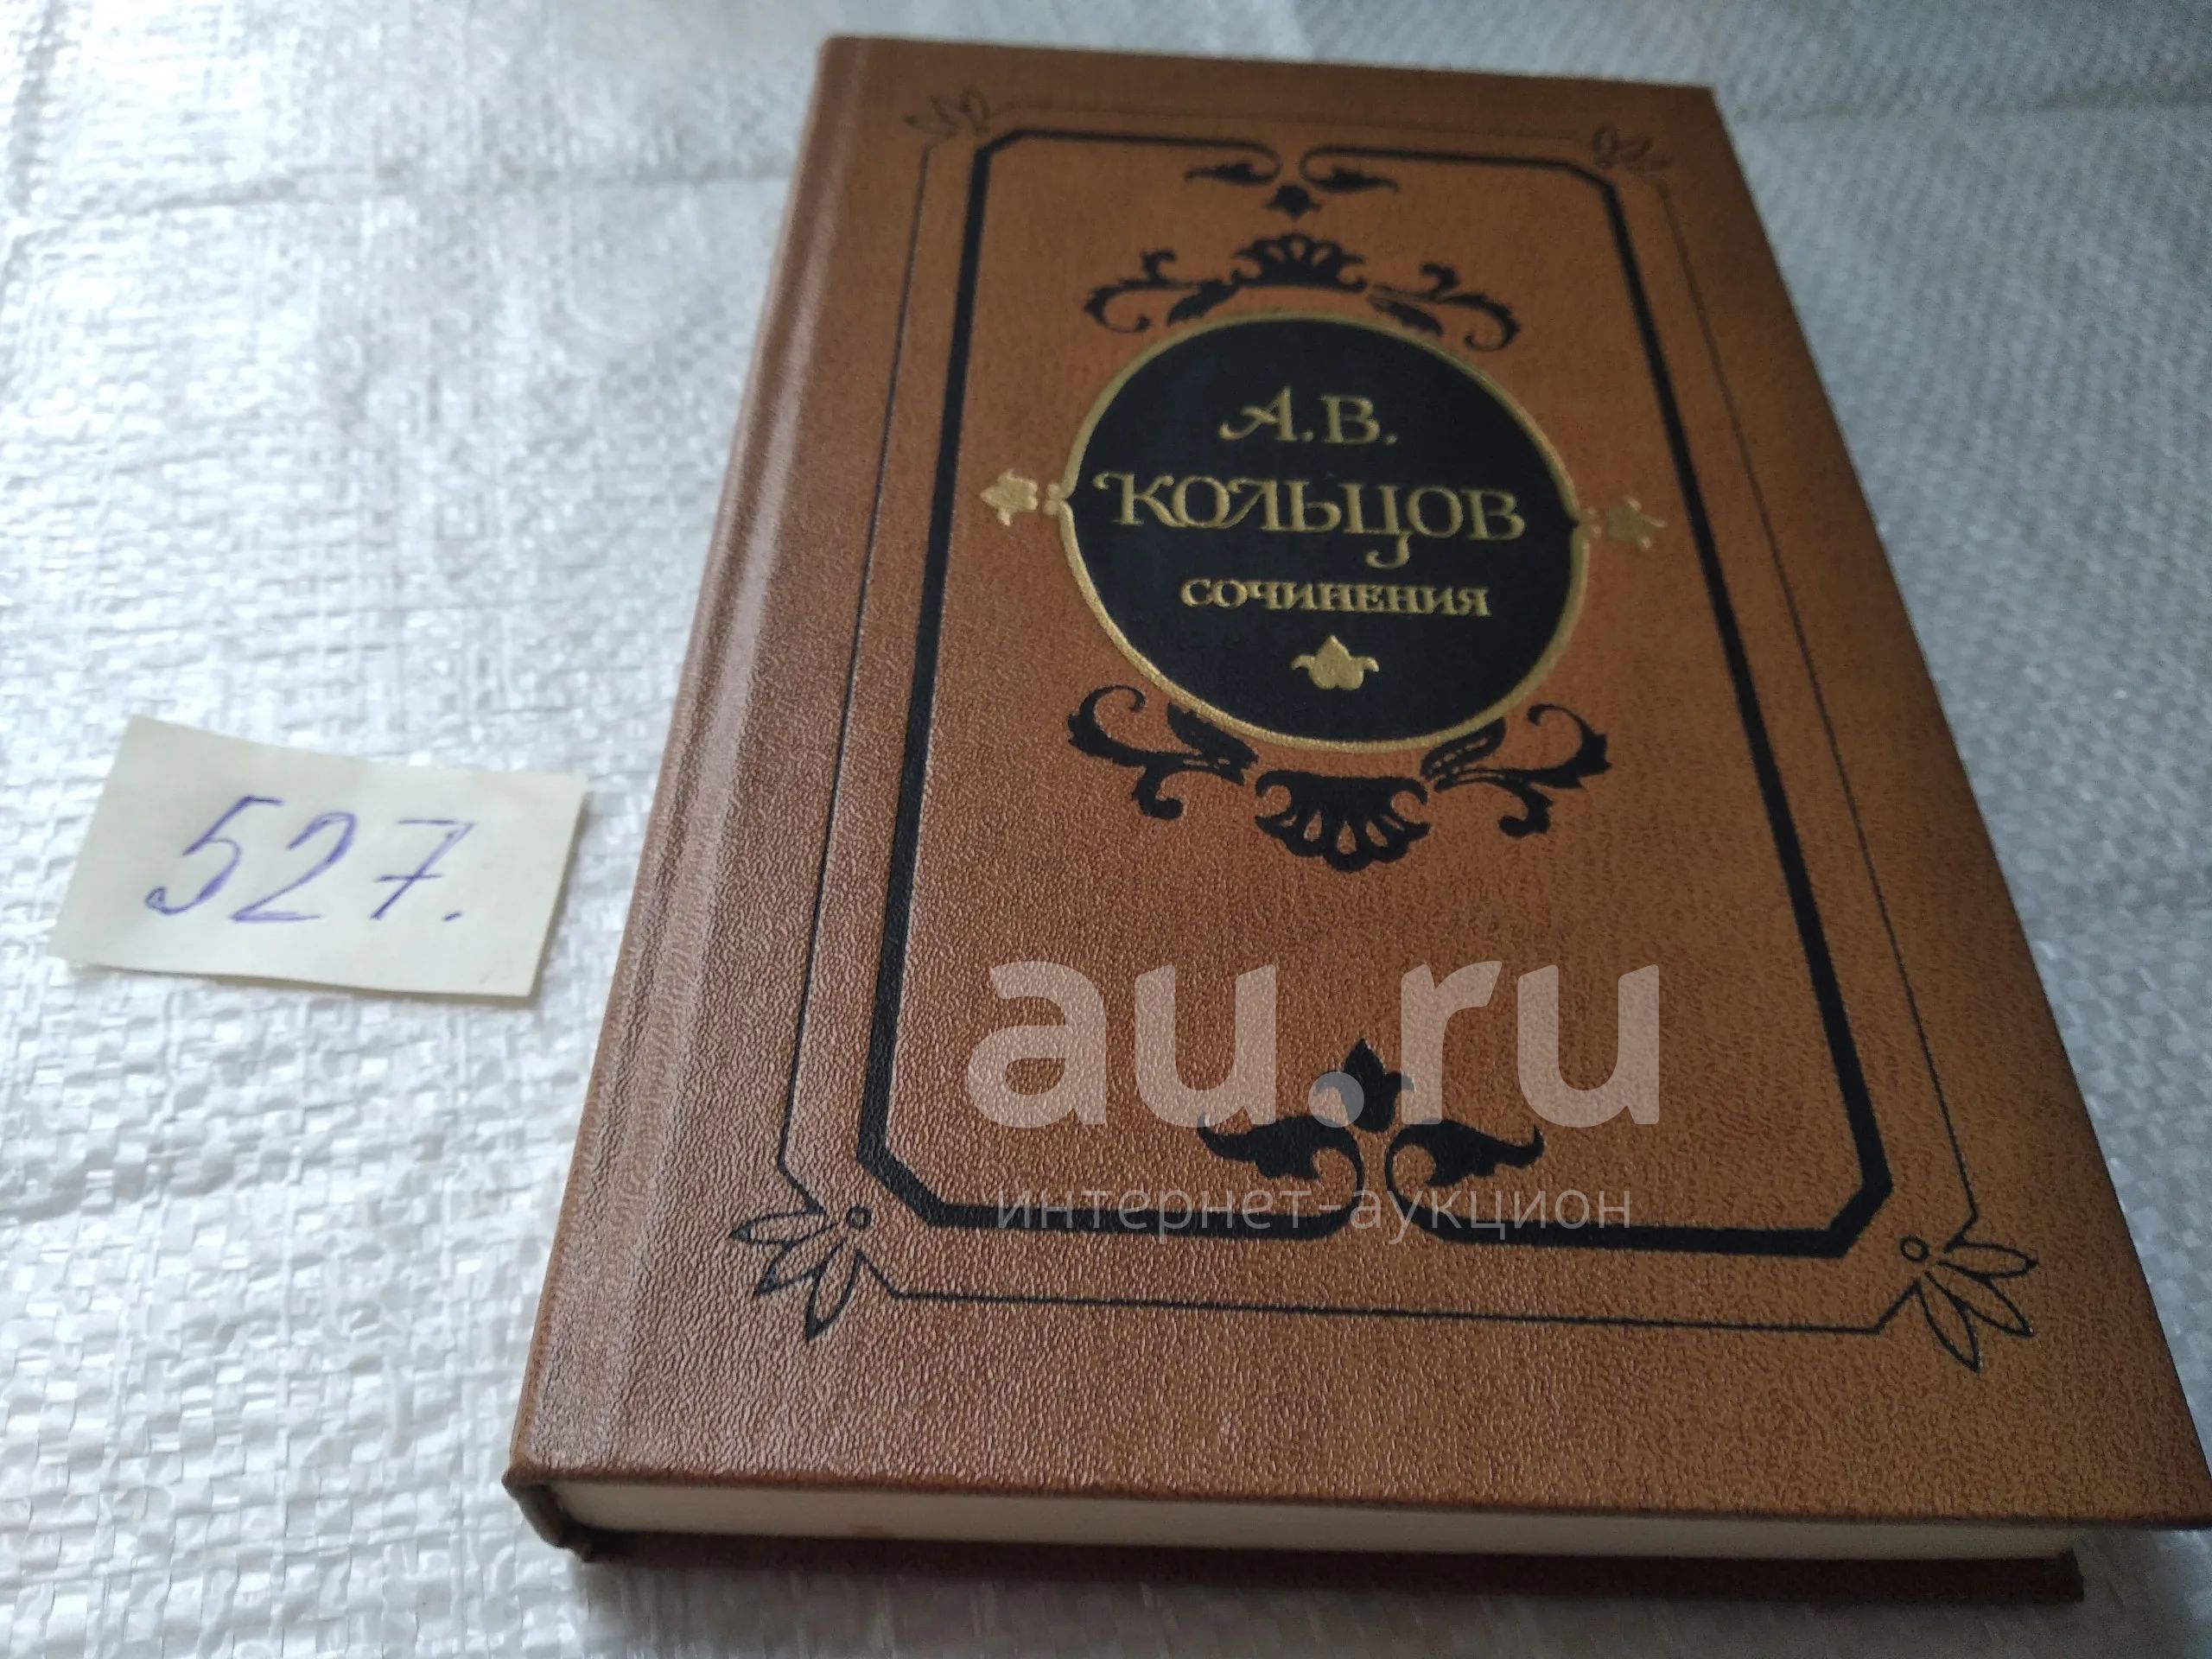 А.В.
КОЛЬЦОВ
СОЧИНЕНИЯ
527.
au.ru
интернет-аукцион